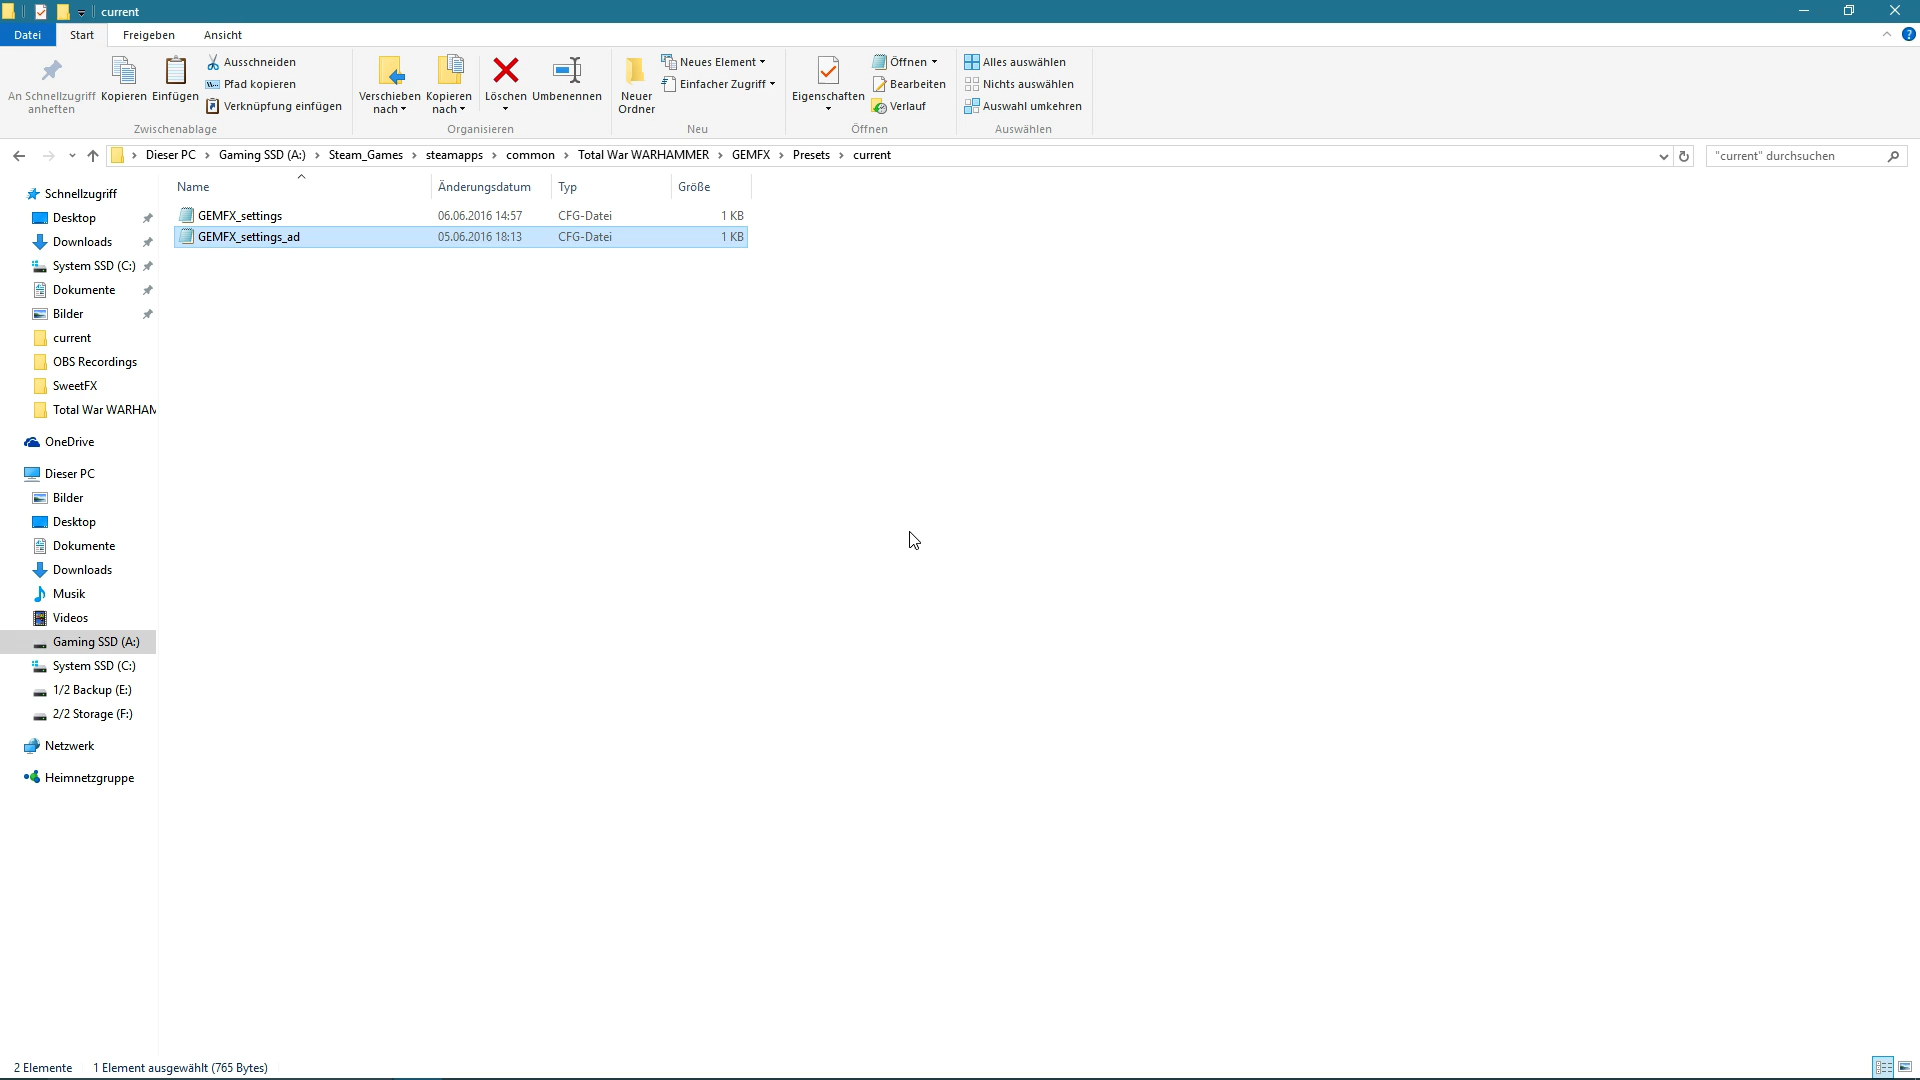 current
Datei Start Freigeben Ansicht
An Schnellzugriff anheften
Kopieren
Einfügen
Ausschneiden
Pfad kopieren
Verknüpfung einfügen
Zwischenablage
Verschieben nach
Kopieren nach
Löschen
Umbenennen
Organisieren
Neuer Ordner
Neues Element
Einfacher Zugriff
Neu
Eigenschaften
Öffnen
Bearbeiten
Verlauf
Öffnen
Alles auswählen
Nichts auswählen
Auswahl umkehren
Auswählen
Dieser PC › Gaming SSD (A:) › Steam_Games › steamapps › common › Total War WARHAMMER › GEMFX › Presets › current
"current" durchsuchen
Schnellzugriff
Desktop
Downloads
System SSD (C:)
Dokumente
Bilder
current
OBS Recordings
SweetFX
Total War WARHAM
OneDrive
Dieser PC
Bilder
Desktop
Dokumente
Downloads
Musik
Videos
Gaming SSD (A:)
System SSD (C:)
1/2 Backup (E:)
2/2 Storage (F:)
Netzwerk
Heimnetzgruppe
Name Änderungsdatum Typ Größe
GEMFX_settings 06.06.2016 14:57 CFG-Datei 1 KB
GEMFX_settings_ad 05.06.2016 18:13 CFG-Datei 1 KB
2 Elemente 1 Element ausgewählt (765 Bytes)